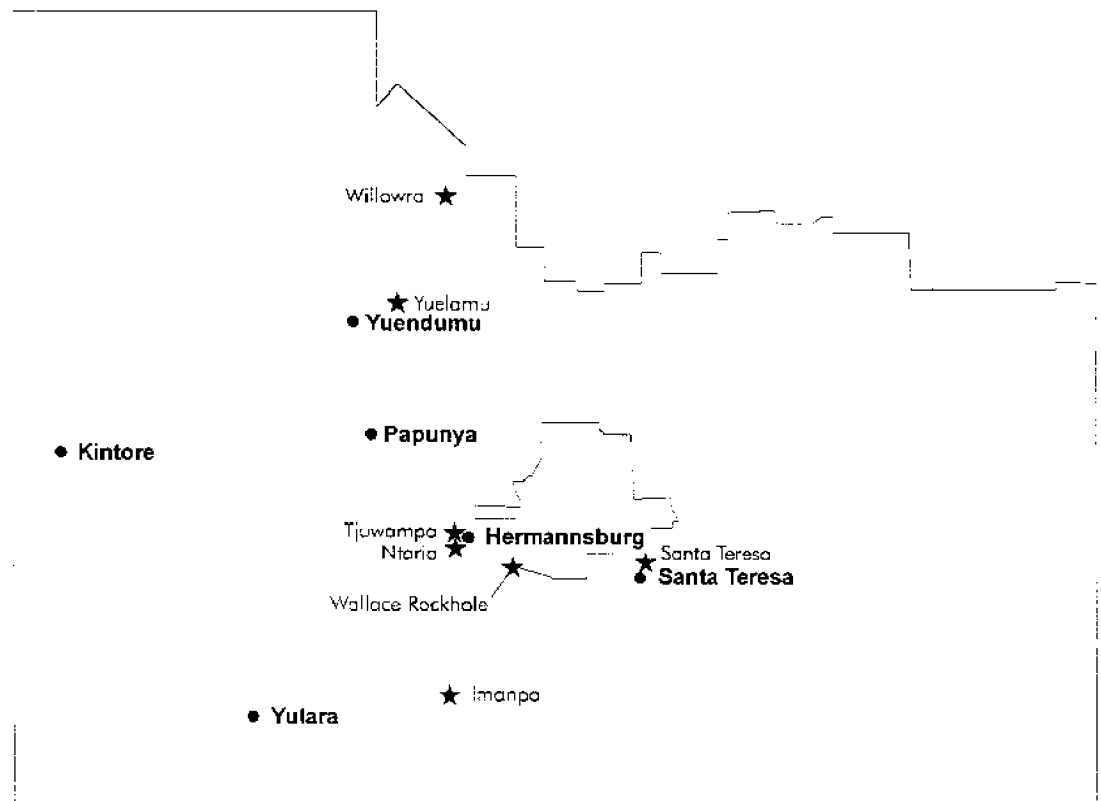 Willowra
Yuelamu
Yuendumu
Papunya
Kintore
Tjuwampa
Hermannsburg
Ntaria
Santa Teresa
Santa Teresa
Wallace Rockhole
Imanpa
Yulara